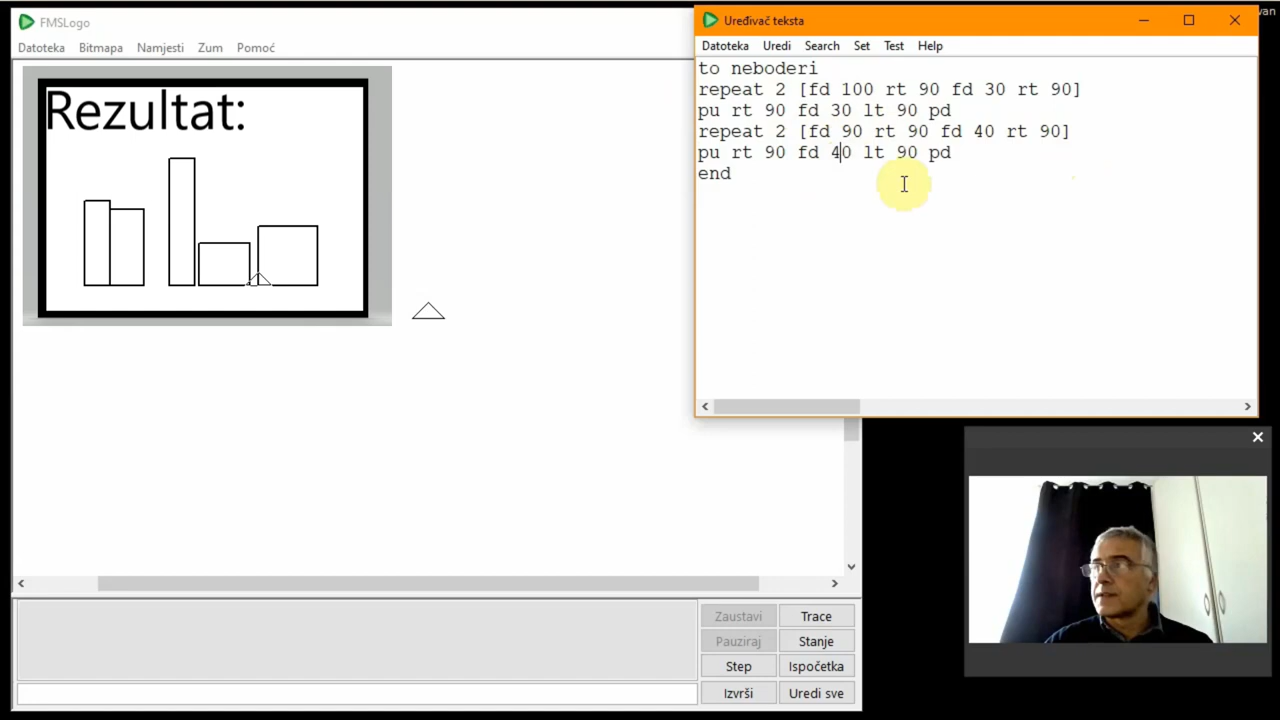 FMSLogo
Datoteka Bitmapa Namjesti Zum Pomoć
Rezultat:
Uređivač teksta
Datoteka Uredi Search Set Test Help
to neboderi
repeat 2 [fd 100 rt 90 fd 30 rt 90]
pu rt 90 fd 30 lt 90 pd
repeat 2 [fd 90 rt 90 fd 40 rt 90]
pu rt 90 fd 40 lt 90 pd
end
Zaustavi Trace
Pauziraj Stanje
Step Ispočetka
Izvrši Uredi sve